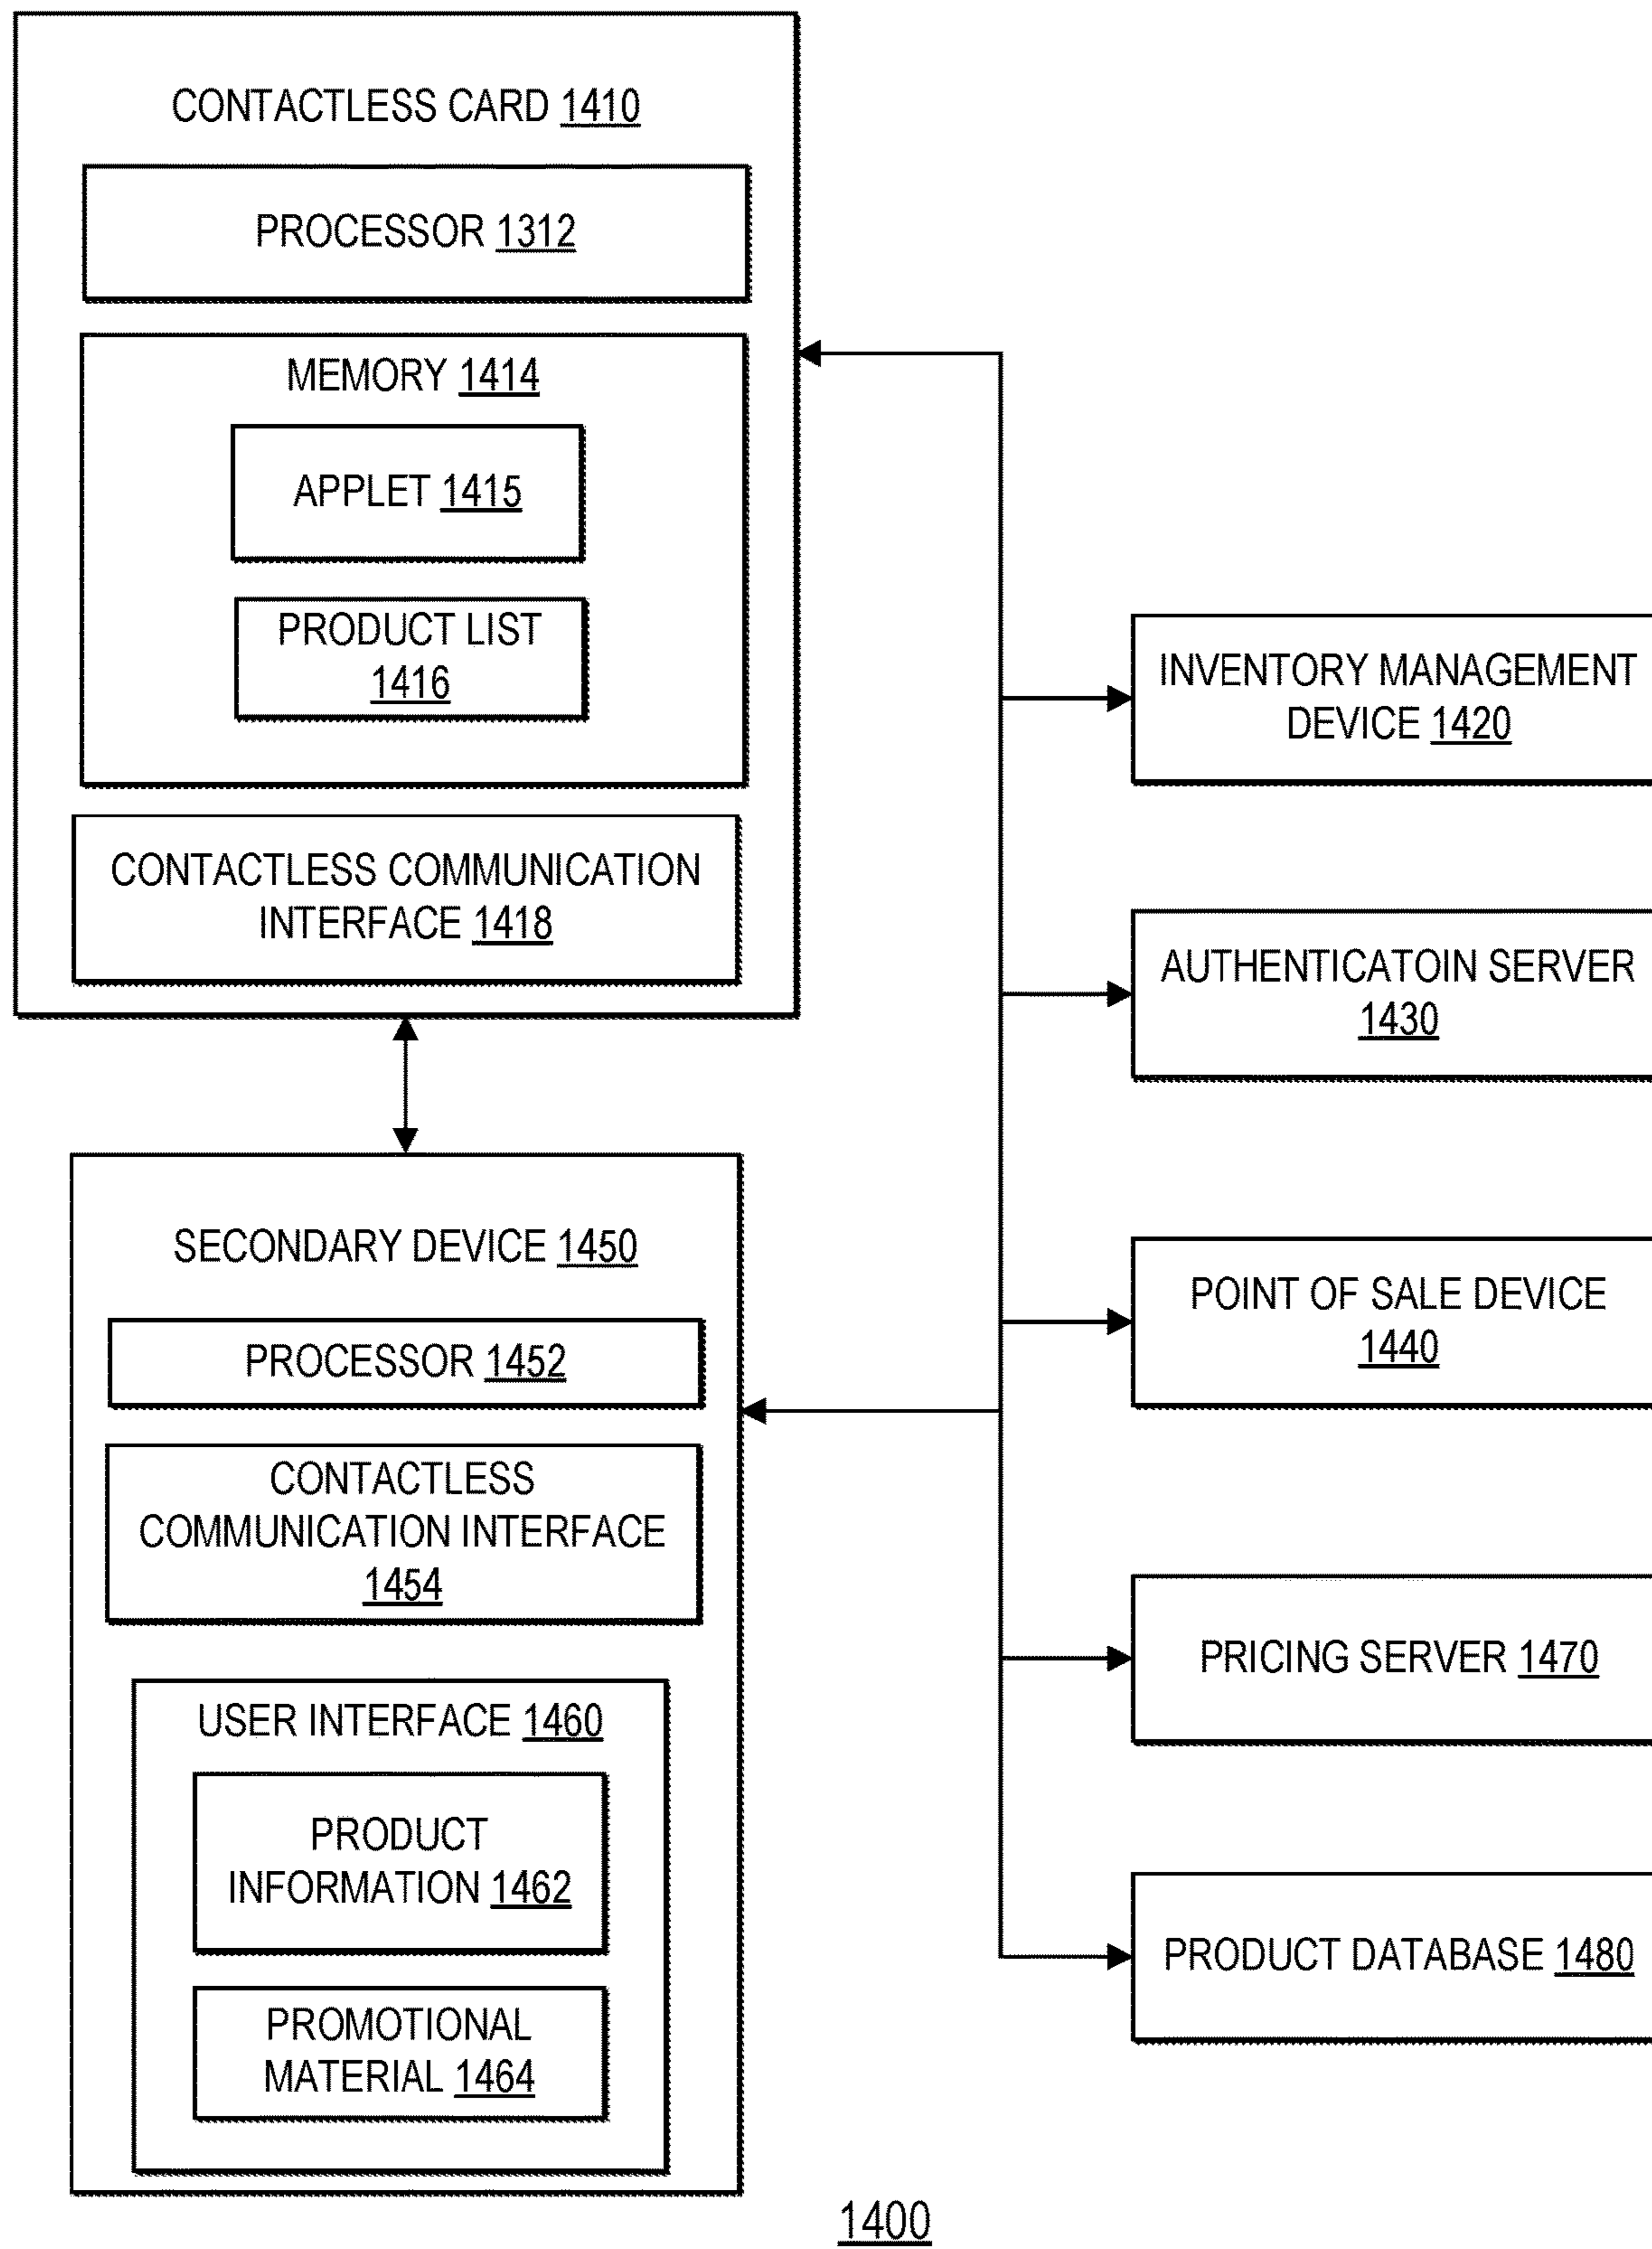 CONTACTLESS CARD 1410
PROCESSOR 1312
MEMORY 1414
APPLET 1415
PRODUCT LIST
1416
CONTACTLESS COMMUNICATION
INTERFACE 1418
SECONDARY DEVICE 1450
PROCESSOR 1452
CONTACTLESS
COMMUNICATION INTERFACE
1454
USER INTERFACE 1460
PRODUCT
INFORMATION 1462
PROMOTIONAL
MATERIAL 1464
INVENTORY MANAGEMENT
DEVICE 1420
AUTHENTICATOIN SERVER
1430
POINT OF SALE DEVICE
1440
PRICING SERVER 1470
PRODUCT DATABASE 1480
1400